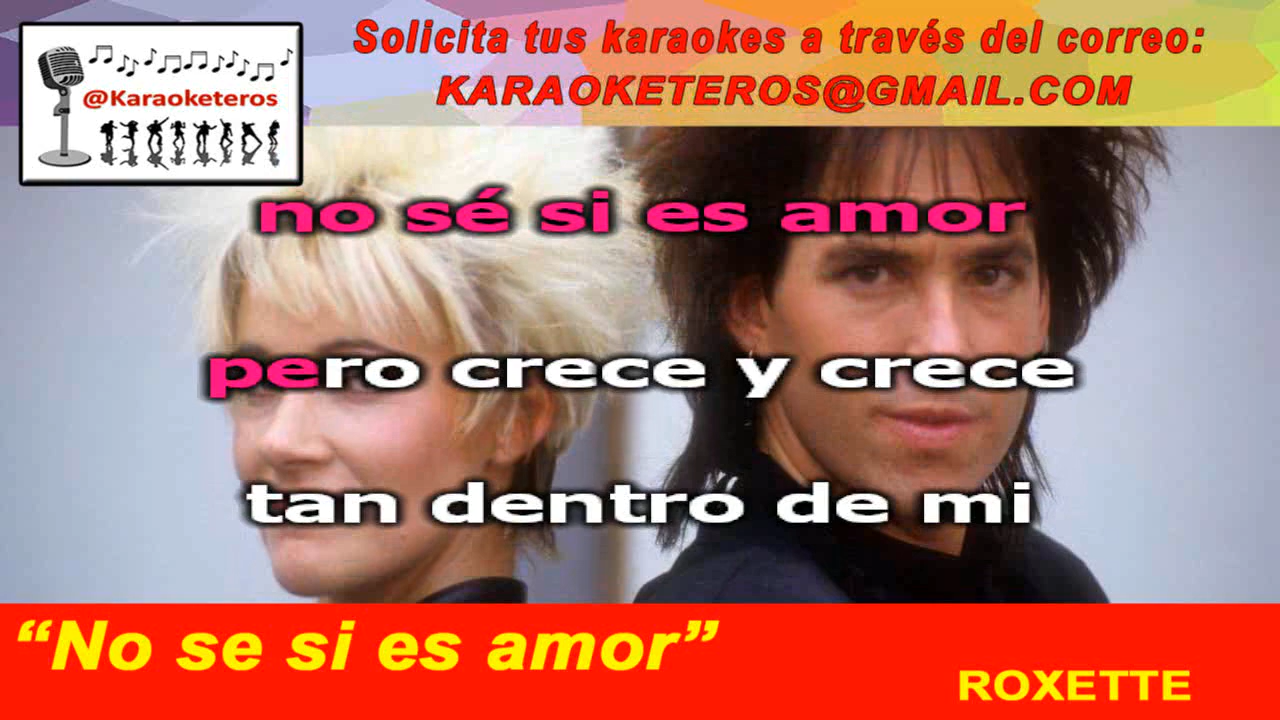 Solicita tus karaokes a través del correo:
KARAOKETEROS@GMAIL.COM
@Karaoketeros
no sé si es amor
pero crece y crece
tan dentro de mi
“No se si es amor”
ROXETTE